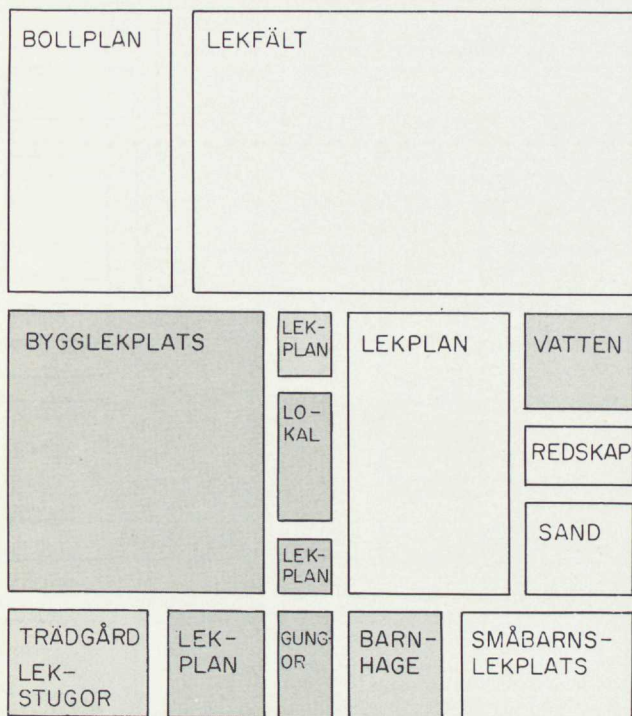 BOLLPLAN
LEKFÄLT
BYGGLEKPLATS
LEK-
PLAN
LO-
KAL
LEK-
PLAN
LEKPLAN
VATTEN
REDSKAP
SAND
TRÄDGÅRD
LEK-
STUGOR
LEK-
PLAN
GUNG-
OR
BARN-
HAGE
SMÅBARNS-
LEKPLATS